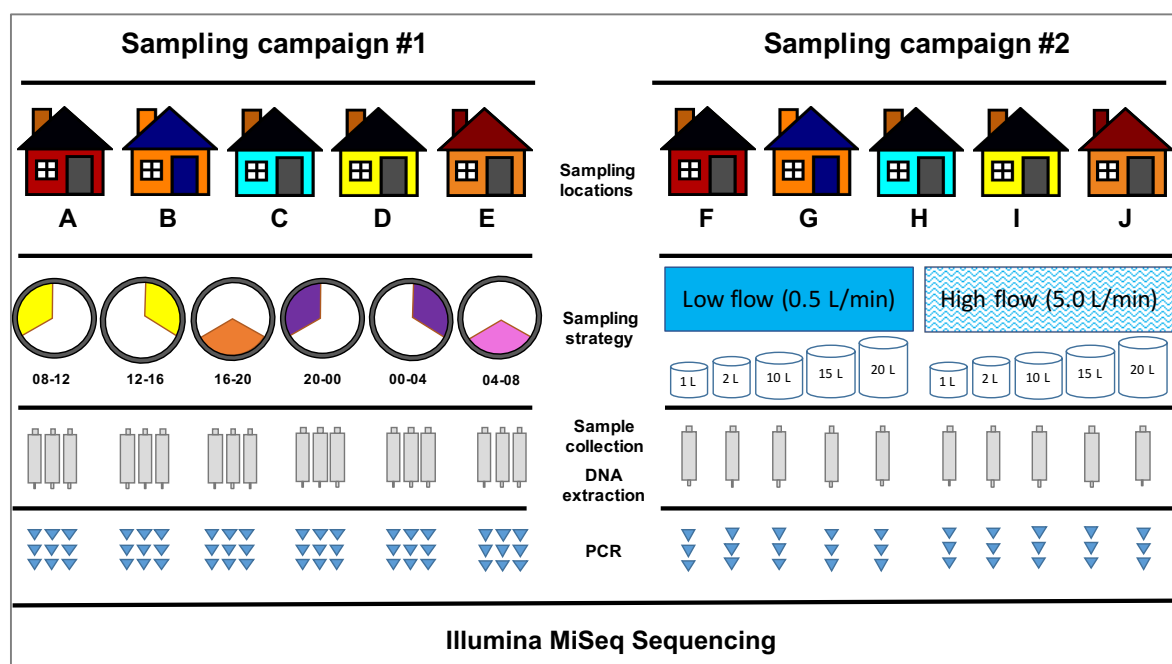 Sampling campaign #1
Sampling campaign #2
Sampling
locations
A B C D E
F G H I J
Sampling
strategy
08-12 12-16 16-20 20-00 00-04 04-08
Low flow (0.5 L/min)
High flow (5.0 L/min)
1 L 2 L 10 L 15 L 20 L
1 L 2 L 10 L 15 L 20 L
Sample
collection
DNA
extraction
PCR
Illumina MiSeq Sequencing